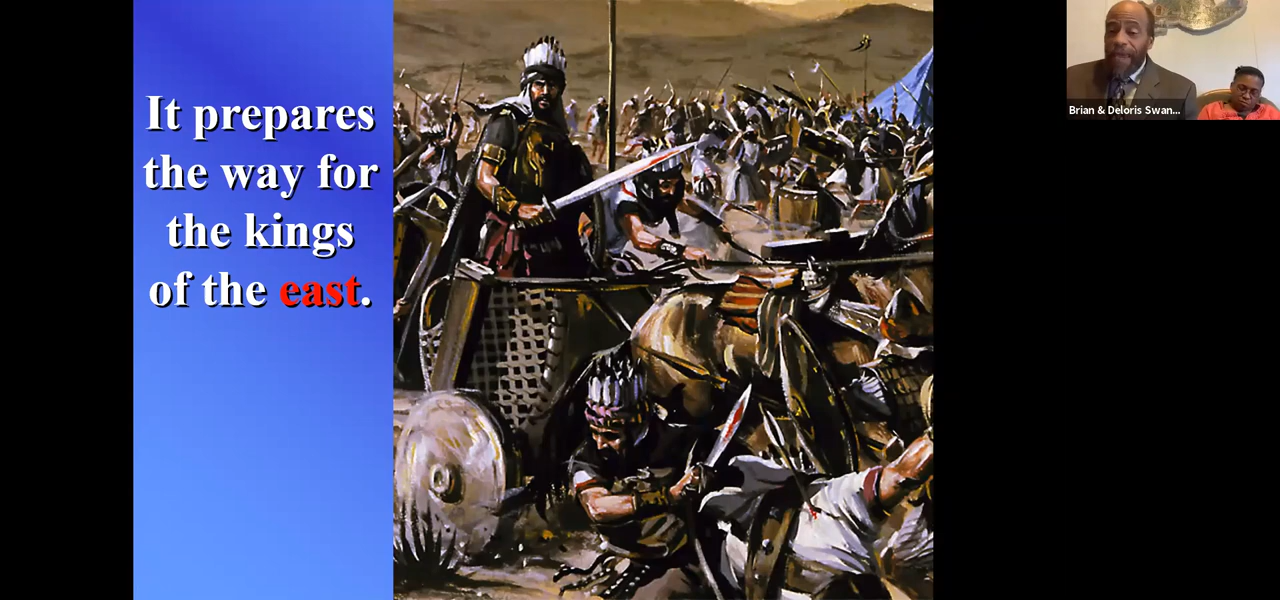 It prepares
the way for
the kings
of the east.
Brian & Deloris Swan...